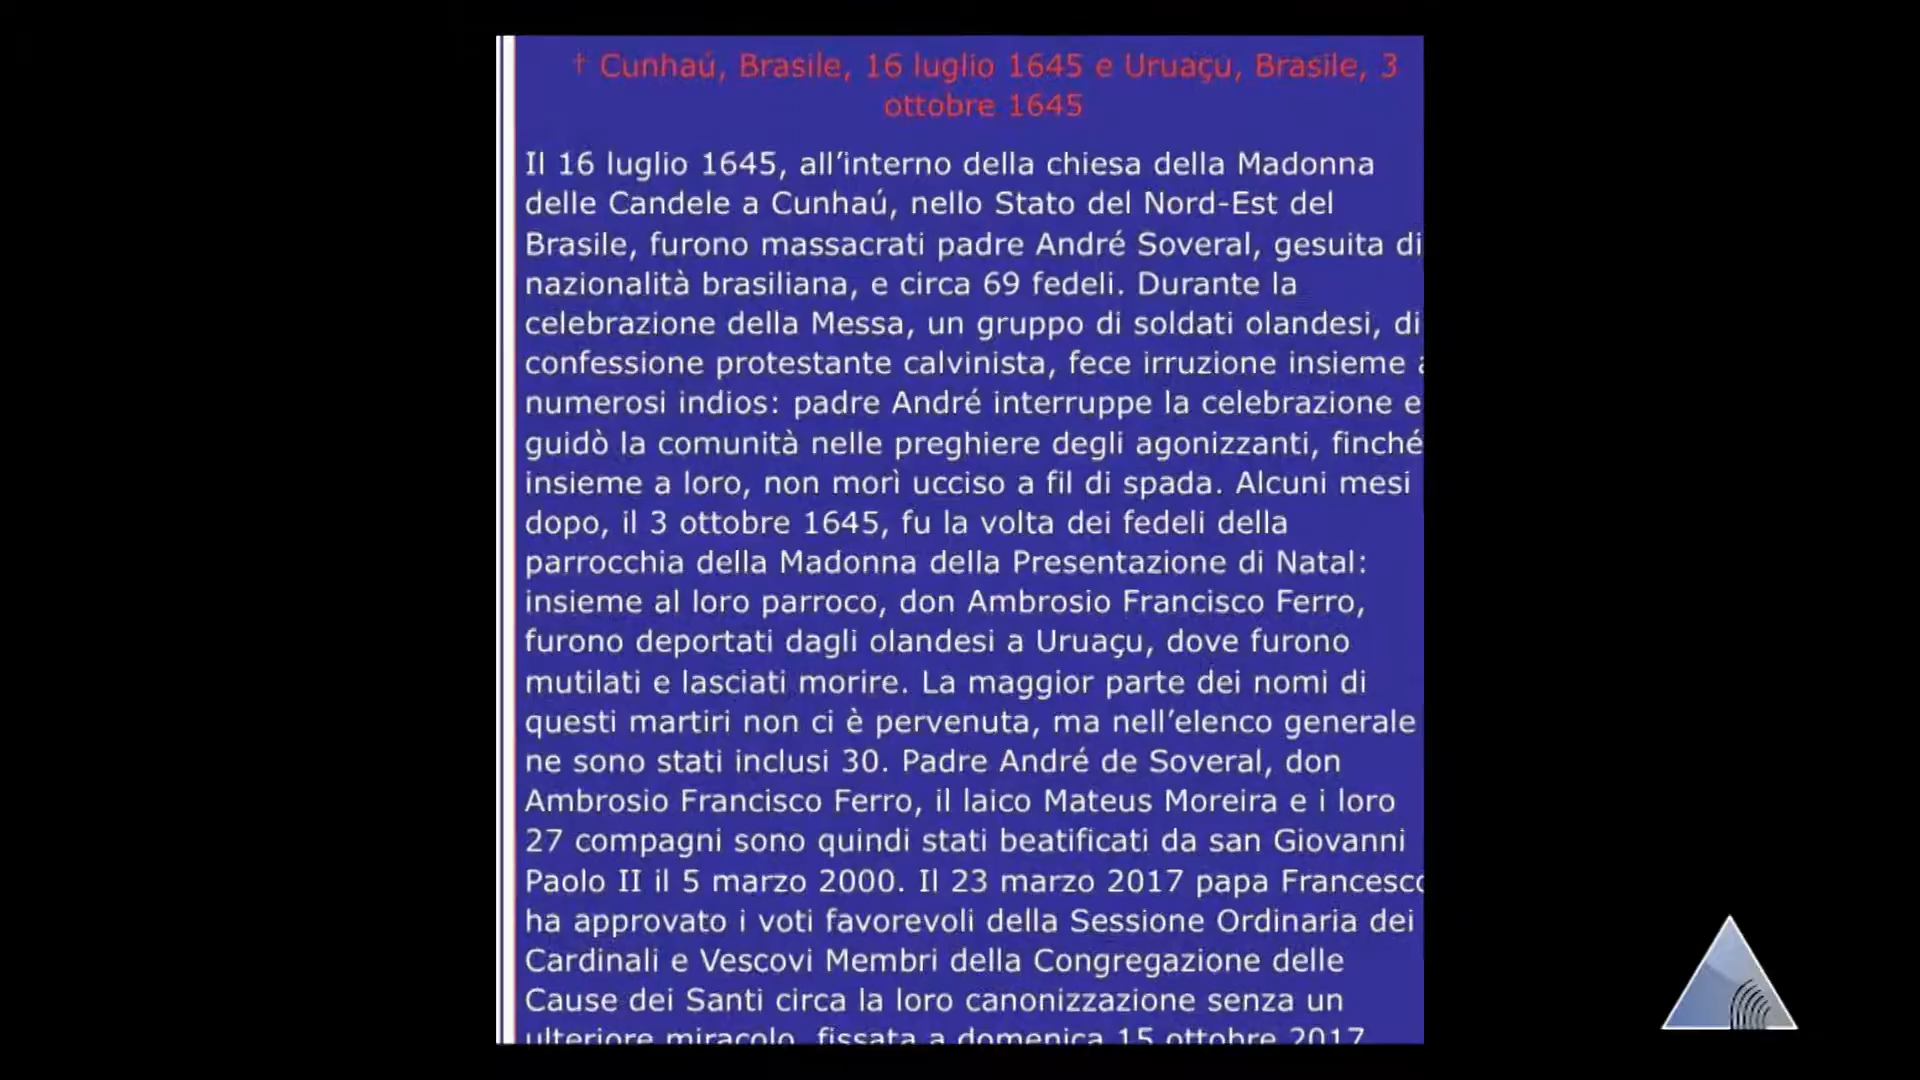 † Cunhaú, Brasile, 16 luglio 1645 e Uruaçu, Brasile, 3
ottobre 1645
Il 16 luglio 1645, all’interno della chiesa della Madonna
delle Candele a Cunhaú, nello Stato del Nord-Est del
Brasile, furono massacrati padre André Soveral, gesuita di
nazionalità brasiliana, e circa 69 fedeli. Durante la
celebrazione della Messa, un gruppo di soldati olandesi, di
confessione protestante calvinista, fece irruzione insieme a
numerosi indios: padre André interruppe la celebrazione e
guidò la comunità nelle preghiere degli agonizzanti, finché
insieme a loro, non morì ucciso a fil di spada. Alcuni mesi
dopo, il 3 ottobre 1645, fu la volta dei fedeli della
parrocchia della Madonna della Presentazione di Natal:
insieme al loro parroco, don Ambrosio Francisco Ferro,
furono deportati dagli olandesi a Uruaçu, dove furono
mutilati e lasciati morire. La maggior parte dei nomi di
questi martiri non ci è pervenuta, ma nell’elenco generale
ne sono stati inclusi 30. Padre André de Soveral, don
Ambrosio Francisco Ferro, il laico Mateus Moreira e i loro
27 compagni sono quindi stati beatificati da san Giovanni
Paolo II il 5 marzo 2000. Il 23 marzo 2017 papa Francesco
ha approvato i voti favorevoli della Sessione Ordinaria dei
Cardinali e Vescovi Membri della Congregazione delle
Cause dei Santi circa la loro canonizzazione senza un
ulteriore miracolo, fissata a domenica 15 ottobre 2017